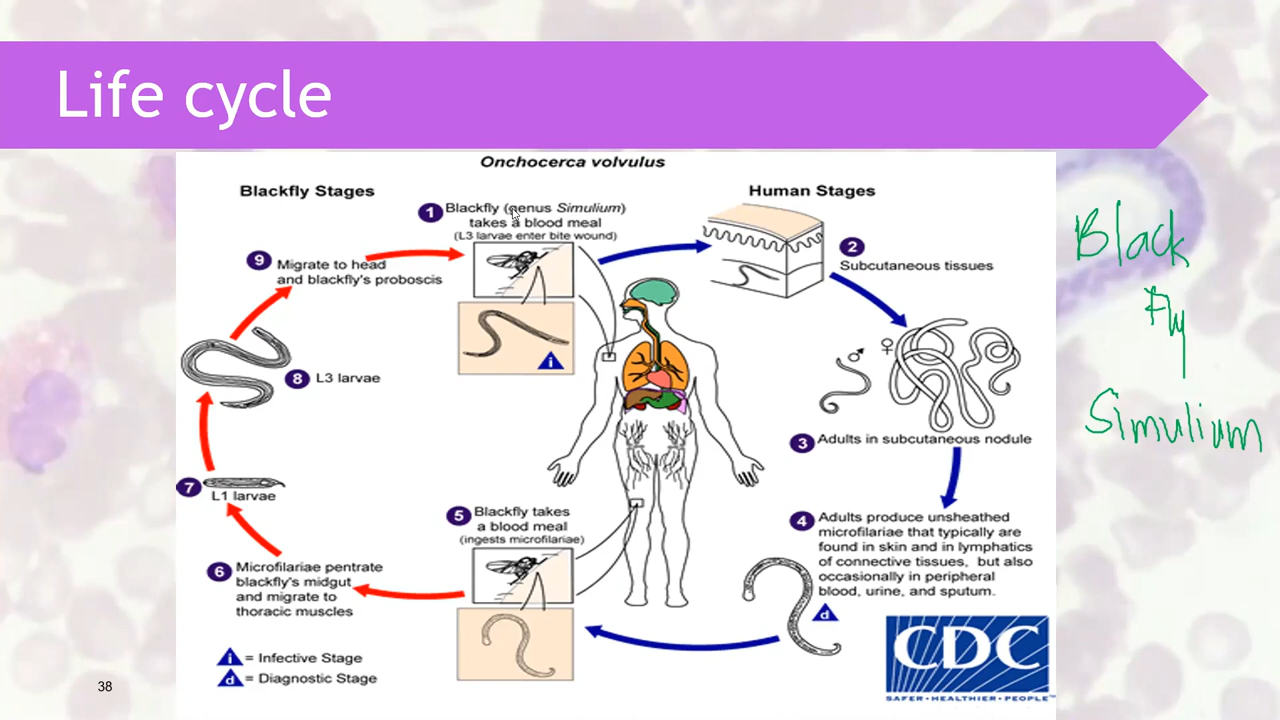 Life cycle
Onchocerca volvulus
Blackfly Stages
Human Stages
1
Blackfly (genus Simulium)
takes a blood meal
(L3 larvae enter bite wound)
i
2
Subcutaneous tissues
♂ ♀
3
Adults in subcutaneous nodule
4
Adults produce unsheathed
microfilariae that typically are
found in skin and in lymphatics
of connective tissues, but also
occasionally in peripheral
blood, urine, and sputum.
d
5
Blackfly takes
a blood meal
(ingests microfilariae)
6
Microfilariae pentrate
blackfly's midgut
and migrate to
thoracic muscles
7
L1 larvae
8
L3 larvae
9
Migrate to head
and blackfly's proboscis
i = Infective Stage
d = Diagnostic Stage
CDC
SAFER • HEALTHIER • PEOPLE™
38
Black
Fly
Simulium